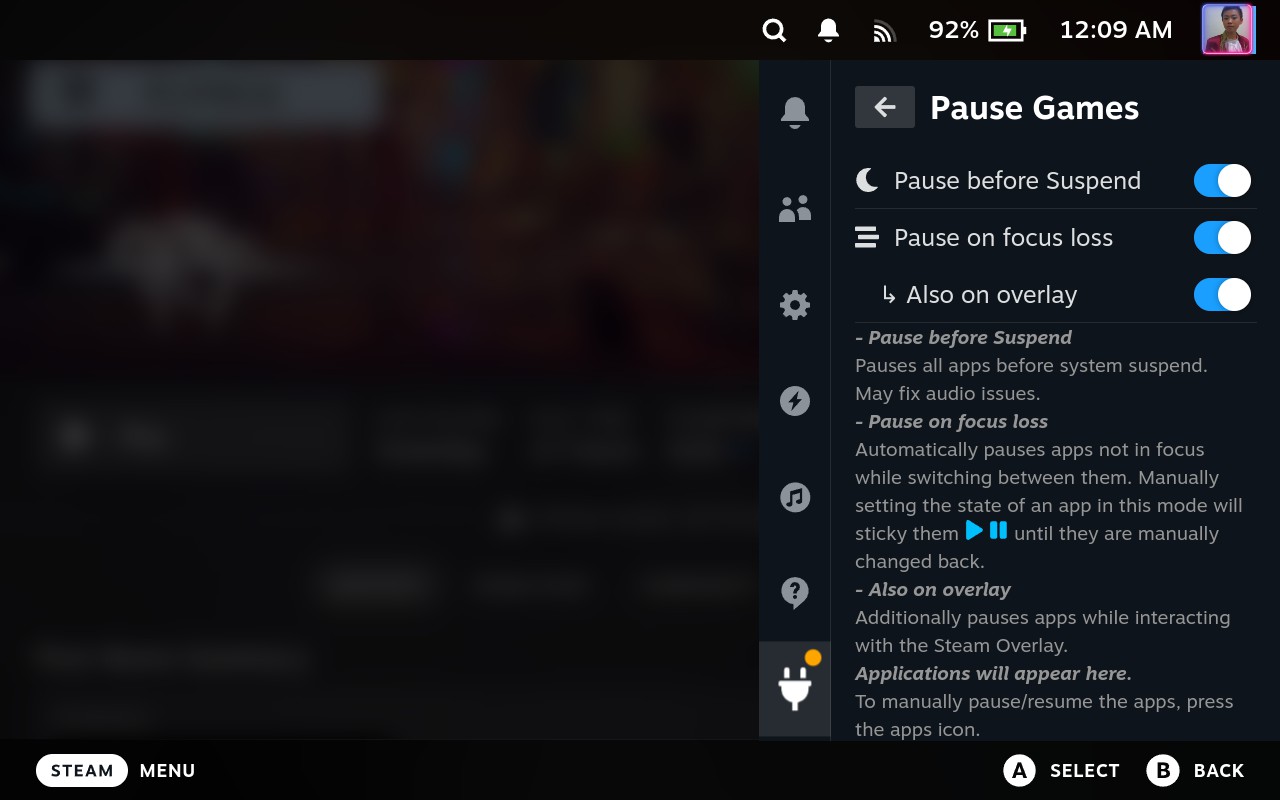 92%
12:09 AM
Pause Games
Pause before Suspend
Pause on focus loss
↳ Also on overlay
- Pause before Suspend
Pauses all apps before system suspend.
May fix audio issues.
- Pause on focus loss
Automatically pauses apps not in focus
while switching between them. Manually
setting the state of an app in this mode will
sticky them until they are manually
changed back.
- Also on overlay
Additionally pauses apps while interacting
with the Steam Overlay.
Applications will appear here.
To manually pause/resume the apps, press
the apps icon.
STEAM MENU
A SELECT B BACK